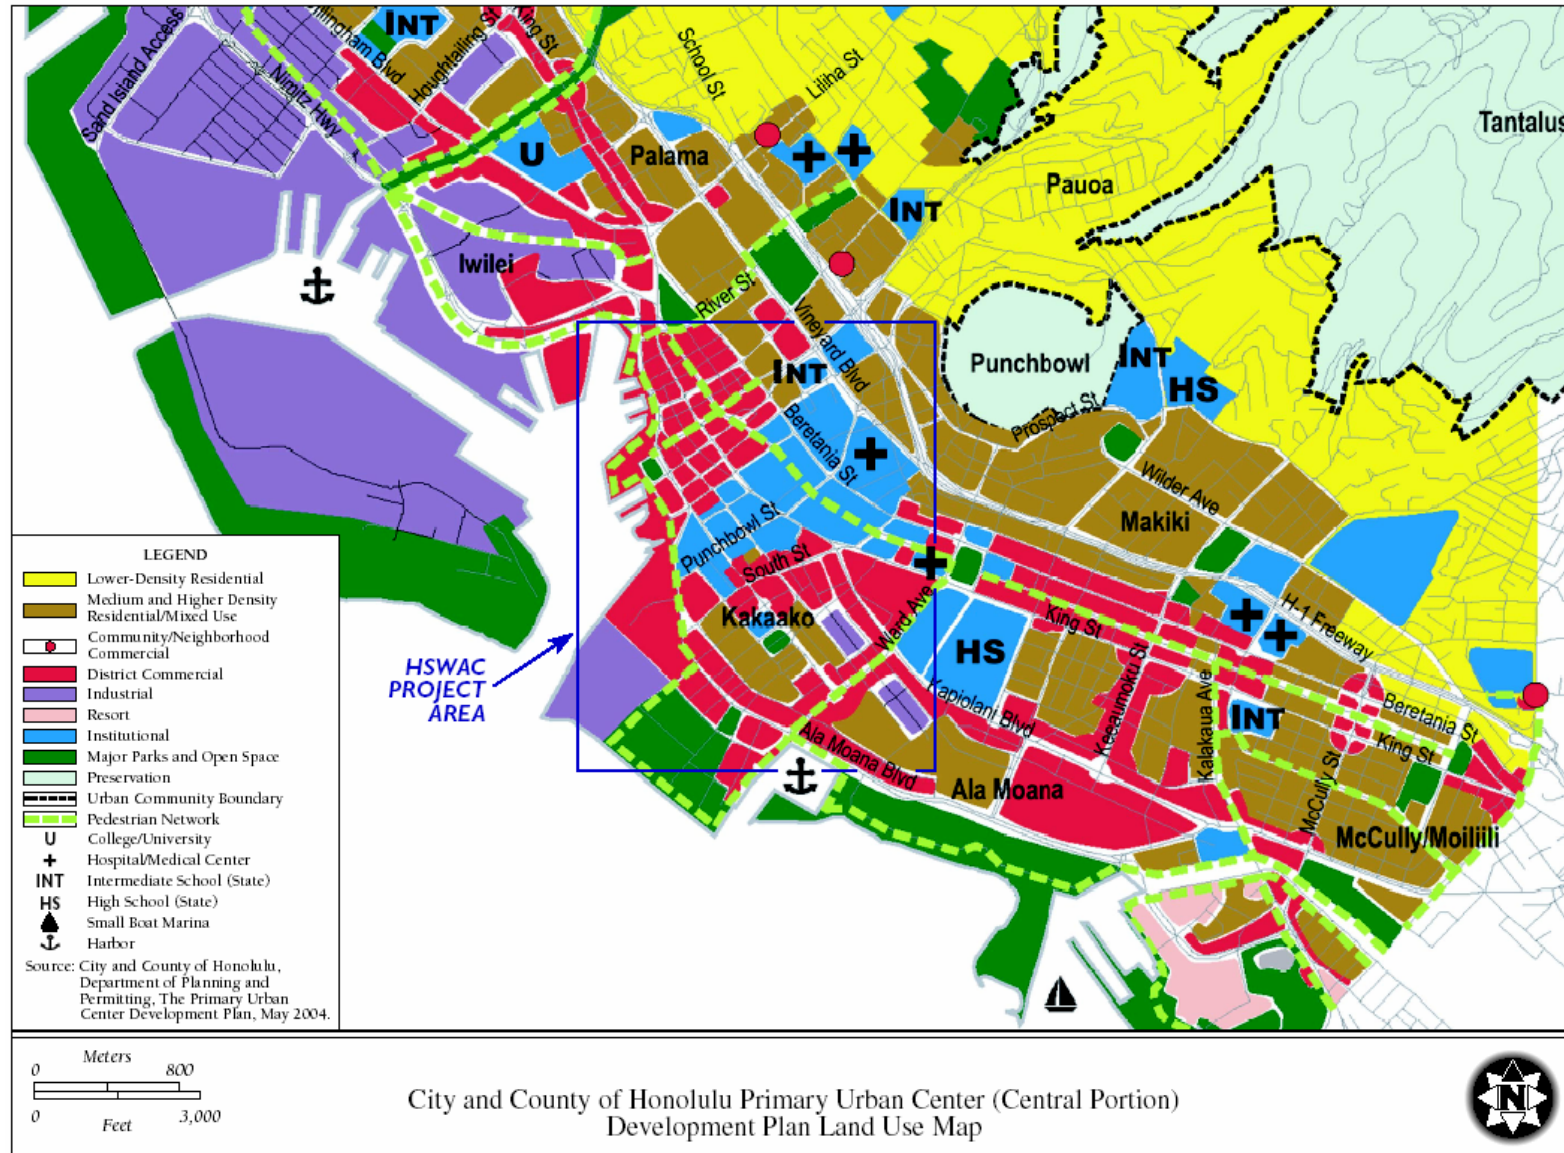 INT
Dillingham Blvd
Houghtailing St
King St
Sand Island Access
Nimitz Hwy
School St
Liliha St
Tantalus
U
Palama
Pauoa
INT
Iwilei
River St
Vineyard Blvd
Punchbowl
INT
HS
INT
Prospect St
Beretania St
Wilder Ave
Makiki
Punchbowl St
South St
Kakaako
Ward Ave
King St
H-1 Freeway
HS
HSWAC
PROJECT
AREA
Kapiolani Blvd
Keeaumoku St
Kalakaua Ave
INT
Beretania St
King St
McCully St
Ala Moana Blvd
Ala Moana
McCully/Moiliili
LEGEND
Lower-Density Residential
Medium and Higher Density
Residential/Mixed Use
Community/Neighborhood
Commercial
District Commercial
Industrial
Resort
Institutional
Major Parks and Open Space
Preservation
Urban Community Boundary
Pedestrian Network
U College/University
Hospital/Medical Center
INT Intermediate School (State)
HS High School (State)
Small Boat Marina
Harbor
Source: City and County of Honolulu,
Department of Planning and
Permitting, The Primary Urban
Center Development Plan, May 2004.
Meters
0 800
0 3,000
Feet
City and County of Honolulu Primary Urban Center (Central Portion)
Development Plan Land Use Map
N